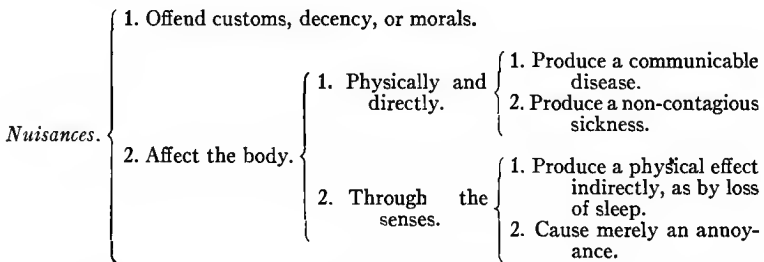 Nuisances.
1. Offend customs, decency, or morals.
2. Affect the body.
1. Physically and
directly.
1. Produce a communicable
disease.
2. Produce a non-contagious
sickness.
2. Through the
senses.
1. Produce a physical effect
indirectly, as by loss
of sleep.
2. Cause merely an annoy-
ance.